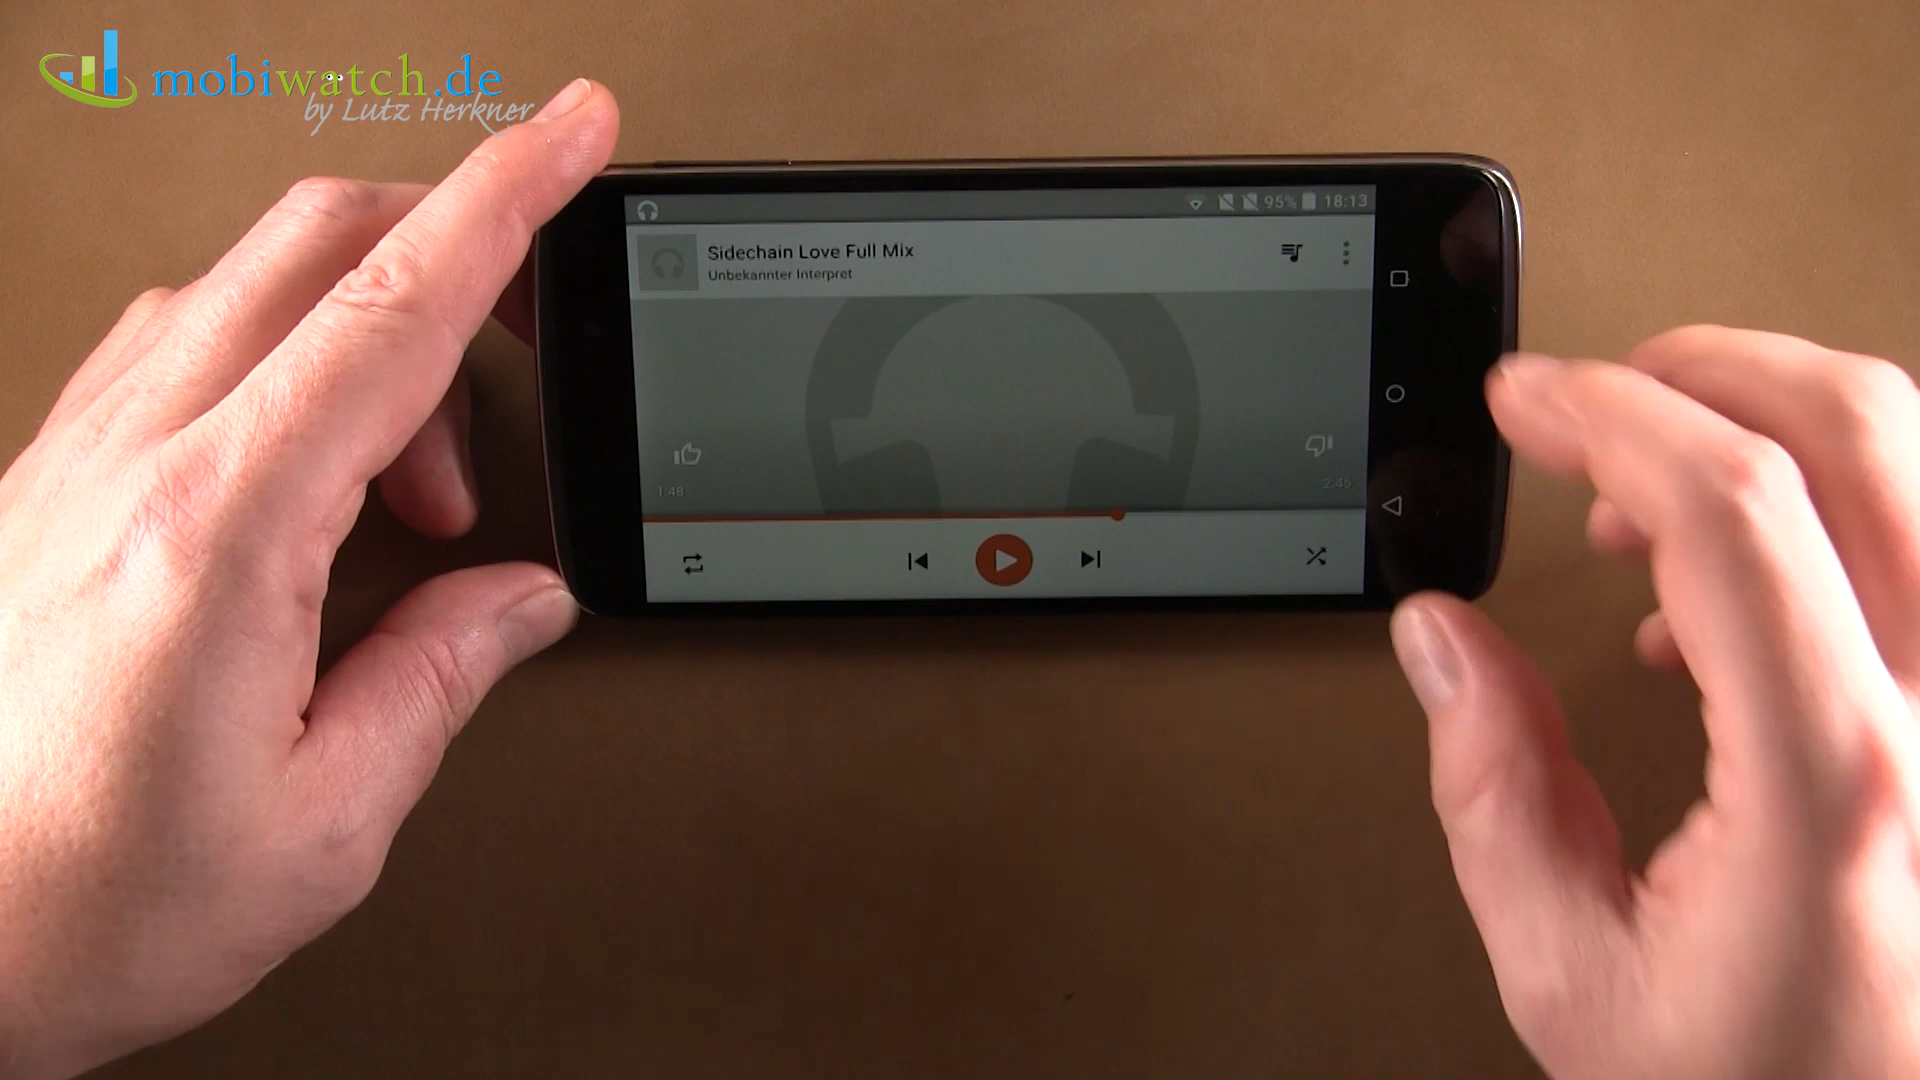 mobiwatch.de
by Lutz Herkner
95% 18:13
Sidechain Love Full Mix
Unbekannter Interpret
1:48
2:45